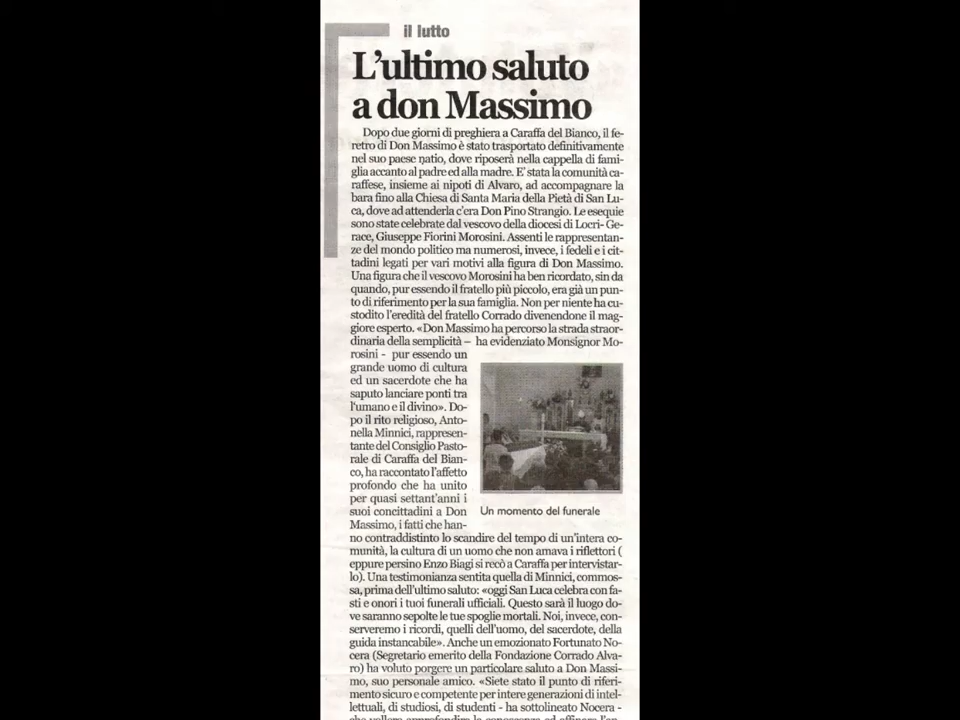 il lutto
L'ultimo saluto
a don Massimo
Dopo due giorni di preghiera a Caraffa del Bianco, il fe-
retro di Don Massimo è stato trasportato definitivamente
nel suo paese natio, dove riposerà nella cappella di fami-
glia accanto al padre ed alla madre. E' stata la comunità ca-
raffese, insieme ai nipoti di Alvaro, ad accompagnare la
bara fino alla Chiesa di Santa Maria della Pietà di San Lu-
ca, dove ad attenderla c'era Don Pino Strangio. Le esequie
sono state celebrate dal vescovo della diocesi di Locri- Ge-
race, Giuseppe Fiorini Morosini. Assenti le rappresentan-
ze del mondo politico ma numerosi, invece, i fedeli e i cit-
tadini legati per vari motivi alla figura di Don Massimo.
Una figura che il vescovo Morosini ha ben ricordato, sin da
quando, pur essendo il fratello più piccolo, era già un pun-
to di riferimento per la sua famiglia. Non per niente ha cu-
stodito l'eredità del fratello Corrado divenendone il mag-
giore esperto. «Don Massimo ha percorso la strada straor-
dinaria della semplicità – ha evidenziato Monsignor Mo-
rosini - pur essendo un
grande uomo di cultura
ed un sacerdote che ha
saputo lanciare ponti tra
l'umano e il divino». Do-
po il rito religioso, Anto-
nella Minnici, rappresen-
tante del Consiglio Pasto-
rale di Caraffa del Bian-
co, ha raccontato l'affetto
profondo che ha unito
per quasi settant'anni i
suoi concittadini a Don
Massimo, i fatti che han-
Un momento del funerale
no contraddistinto lo scandire del tempo di un'intera co-
munità, la cultura di un uomo che non amava i riflettori (
eppure persino Enzo Biagi si recò a Caraffa per intervistar-
lo). Una testimonianza sentita quella di Minnici, commos-
sa, prima dell'ultimo saluto: «oggi San Luca celebra con fa-
sti e onori i tuoi funerali ufficiali. Questo sarà il luogo do-
ve saranno sepolte le tue spoglie mortali. Noi, invece, con-
serveremo i ricordi, quelli dell'uomo, del sacerdote, della
guida instancabile». Anche un emozionato Fortunato No-
cera (Segretario emerito della Fondazione Corrado Alva-
ro) ha voluto porgere un particolare saluto a Don Massi-
mo, suo personale amico. «Siete stato il punto di riferi-
mento sicuro e competente per intere generazioni di intel-
lettuali, di studiosi, di studenti - ha sottolineato Nocera -